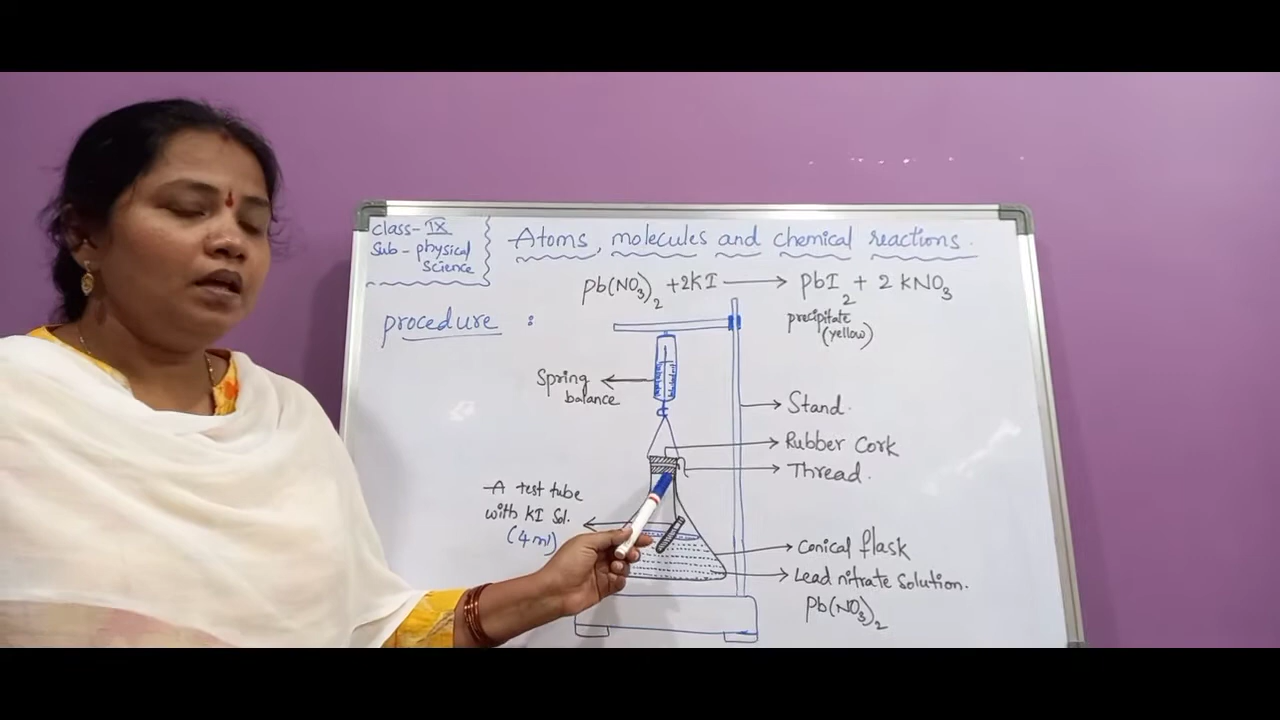 class- IX
Sub - physical
Science
Atoms, molecules and chemical reactions.
pb(NO₃)₂ +2KI ⟶ pbI₂ + 2 KNO₃
precipitate
(yellow)
procedure :
Spring
balance
Stand.
Rubber Cork
Thread.
A test tube
with KI Sol.
(4ml)
Conical flask
Lead nitrate Solution.
pb(NO₃)₂